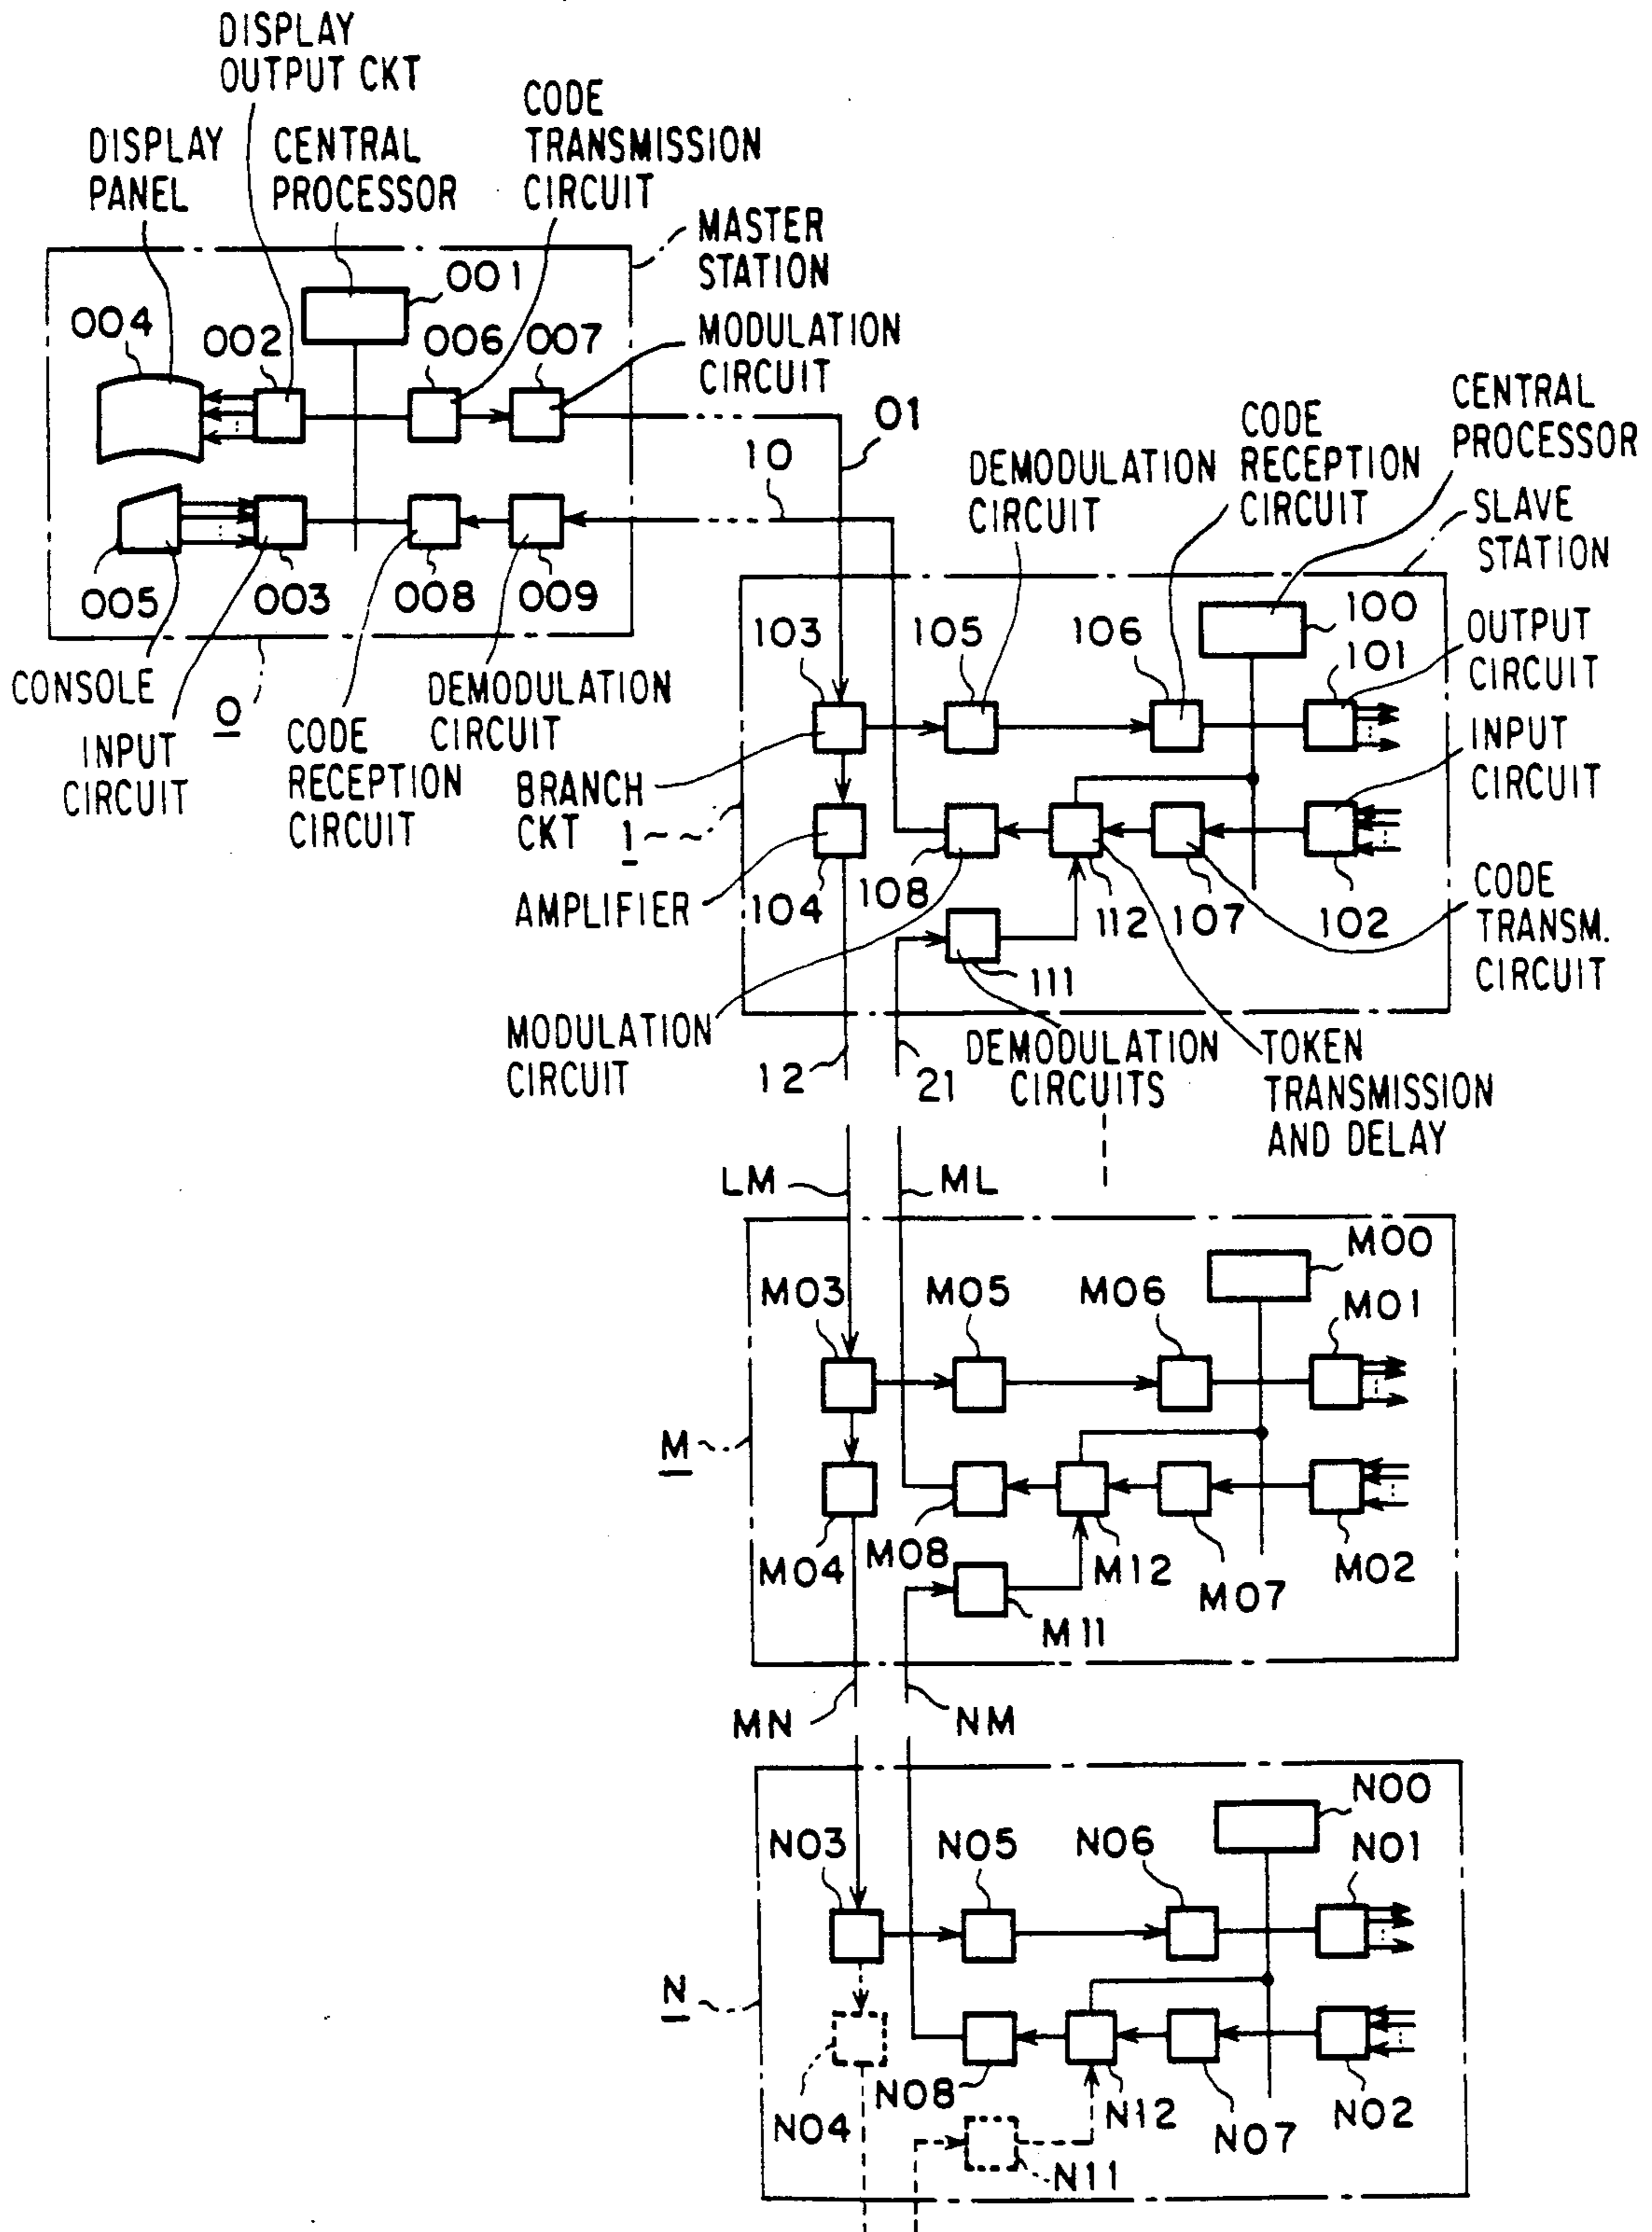 DISPLAY
OUTPUT CKT
DISPLAY
PANEL
CENTRAL
PROCESSOR
CODE
TRANSMISSION
CIRCUIT
MASTER
STATION
001
004
002
006
007
MODULATION
CIRCUIT
01
10
005
003
008
009
CONSOLE
0
INPUT
CIRCUIT
CODE
RECEPTION
CIRCUIT
DEMODULATION
CIRCUIT
DEMODULATION
CIRCUIT
CODE
RECEPTION
CIRCUIT
CENTRAL
PROCESSOR
SLAVE
STATION
103
105
106
100
101
OUTPUT
CIRCUIT
INPUT
CIRCUIT
BRANCH
CKT
1
AMPLIFIER
104
108
112
107
102
111
CODE
TRANSM.
CIRCUIT
MODULATION
CIRCUIT
12
21
DEMODULATION
CIRCUITS
TOKEN
TRANSMISSION
AND DELAY
LM
ML
M00
M03
M05
M06
M01
M
M04
M08
M12
M07
M02
M11
MN
NM
N00
N03
N05
N06
N01
N
N04
N08
N12
N07
N02
N11